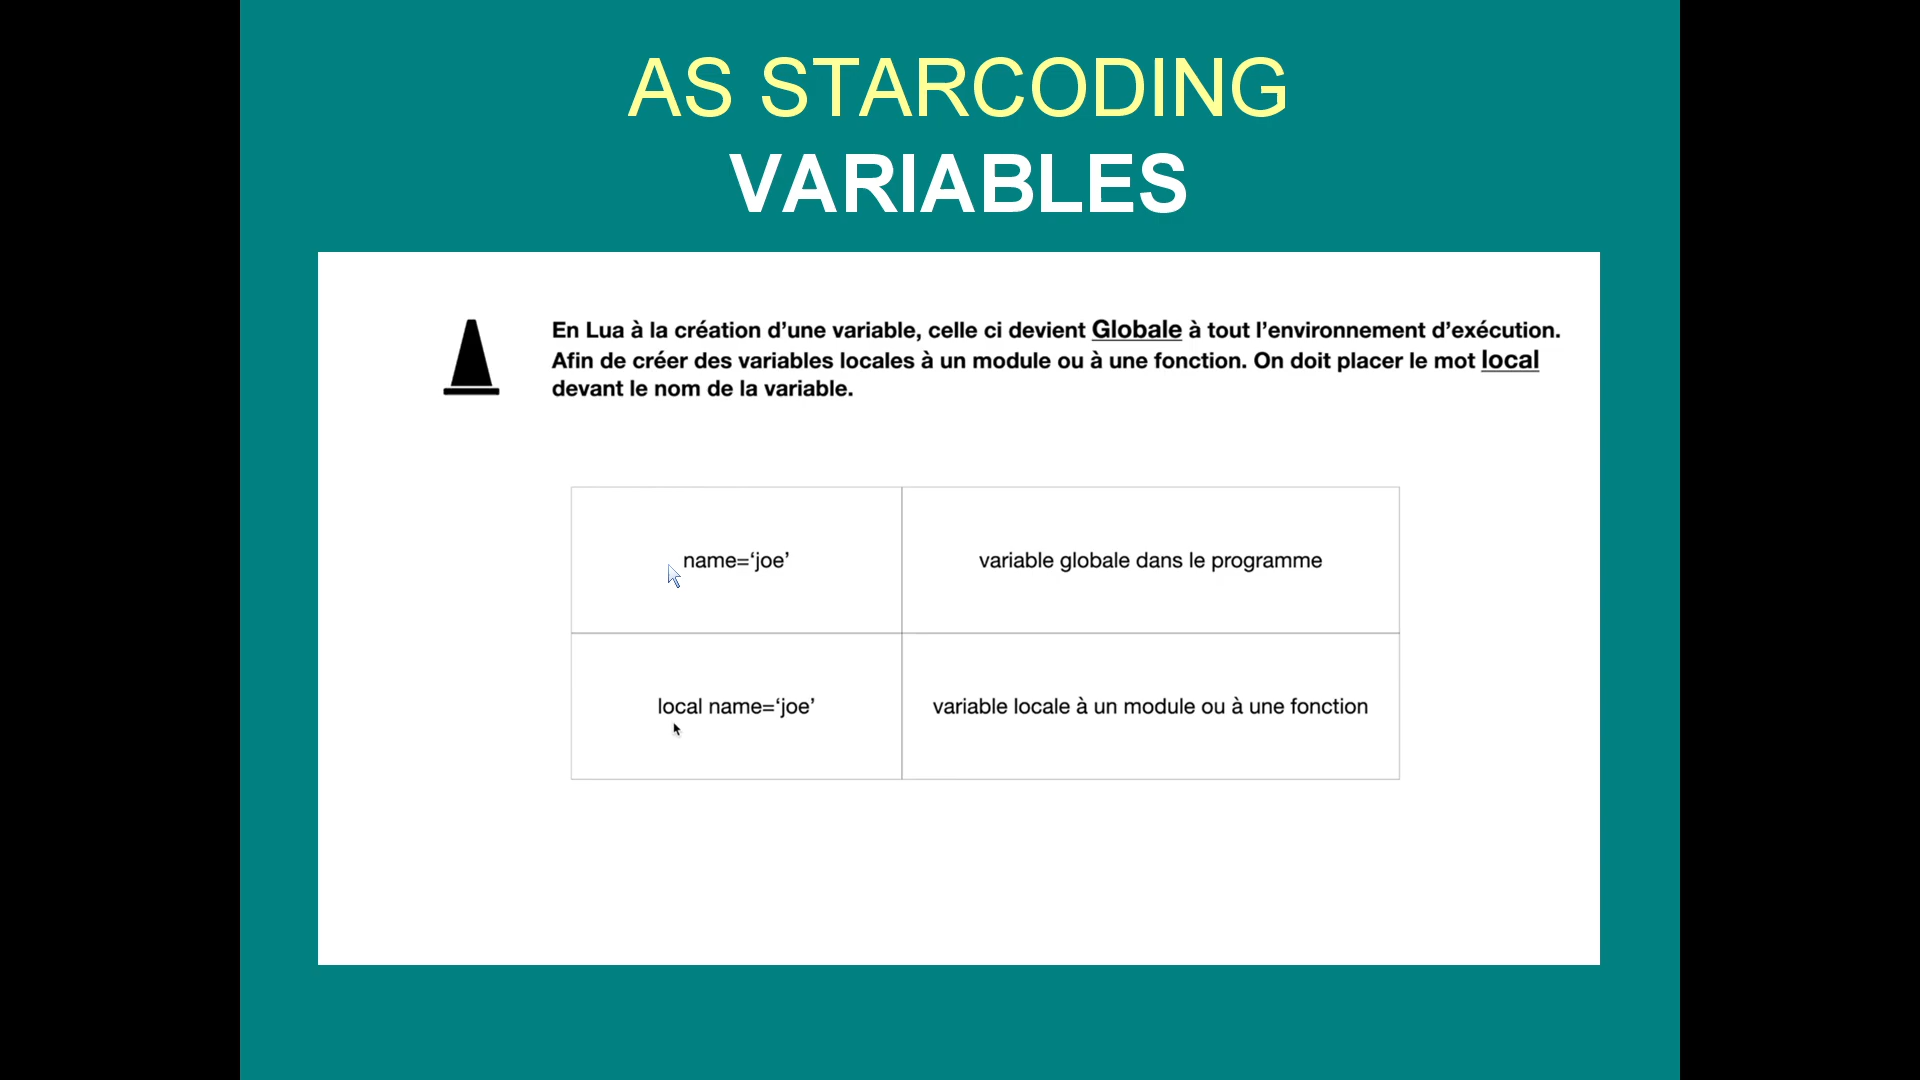 AS STARCODING
VARIABLES
En Lua à la création d’une variable, celle ci devient Globale à tout l’environnement d’exécution.
Afin de créer des variables locales à un module ou à une fonction. On doit placer le mot local
devant le nom de la variable.
name=‘joe’
variable globale dans le programme
local name=‘joe’
variable locale à un module ou à une fonction